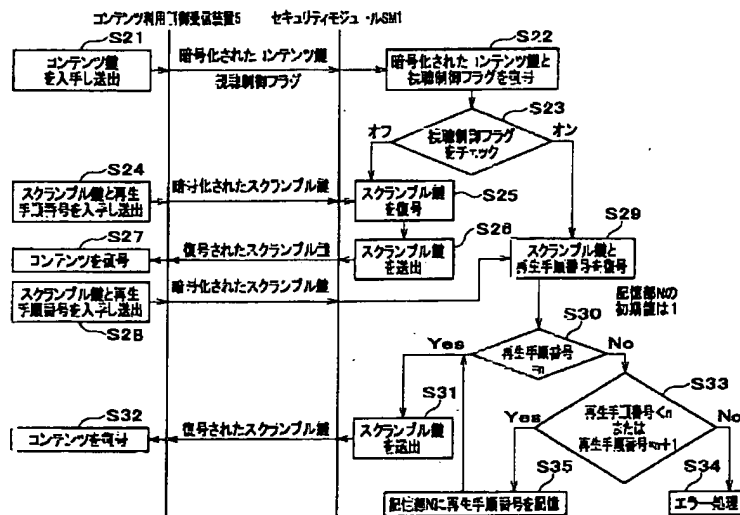 コンテンツ利用制御受信装置5
セキュリティモジュールSM1
S21
コンテンツ鍵
を入手し送出
暗号化されたコンテンツ鍵
視聴制御フラグ
S22
暗号化されたコンテンツ鍵と
視聴制御フラグを復号
S23
視聴制御フラグ
をチェック
オフ
オン
S24
スクランブル鍵と再生
手順番号を入手し送出
暗号化されたスクランブル鍵
S25
スクランブル鍵
を復号
S26
スクランブル鍵
を送出
S27
コンテンツを復号
復号されたスクランブル鍵
S28
スクランブル鍵と再生
手順番号を入手し送出
暗号化されたスクランブル鍵
S29
スクランブル鍵と
再生手順番号を復号
記憶部Nの
初期値は1
S30
再生手順番号
=n
Yes
No
S31
スクランブル鍵
を送出
S32
コンテンツを復号
復号されたスクランブル鍵
S33
再生手順番号<n
または
再生手順番号=n+1
Yes
No
S34
エラー処理
S35
記憶部Nに再生手順番号を記憶